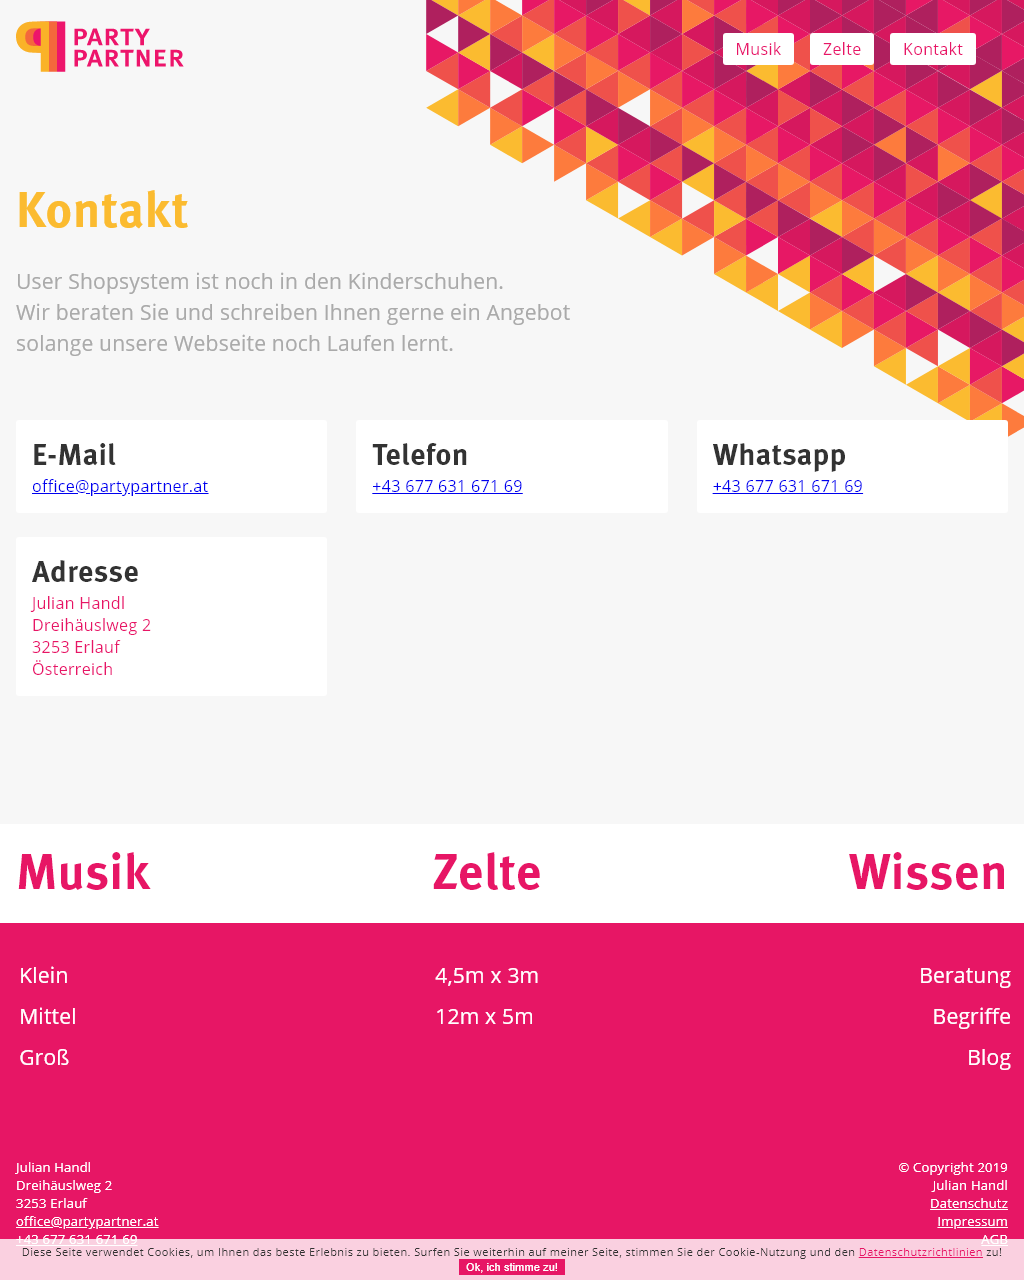 PARTY
PARTNER
Musik
Zelte
Kontakt
Kontakt
User Shopsystem ist noch in den Kinderschuhen.
Wir beraten Sie und schreiben Ihnen gerne ein Angebot
solange unsere Webseite noch Laufen lernt.
E-Mail
office@partypartner.at
Telefon
+43 677 631 671 69
Whatsapp
+43 677 631 671 69
Adresse
Julian Handl
Dreihäuslweg 2
3253 Erlauf
Österreich
Musik
Zelte
Wissen
Klein
4,5m x 3m
Beratung
Mittel
12m x 5m
Begriffe
Groß
Blog
Julian Handl
Dreihäuslweg 2
3253 Erlauf
office@partypartner.at
+43 677 631 671 69
© Copyright 2019
Julian Handl
Datenschutz
Impressum
AGB
Diese Seite verwendet Cookies, um Ihnen das beste Erlebnis zu bieten. Surfen Sie weiterhin auf meiner Seite, stimmen Sie der Cookie-Nutzung und den Datenschutzrichtlinien zu!
Ok, ich stimme zu!